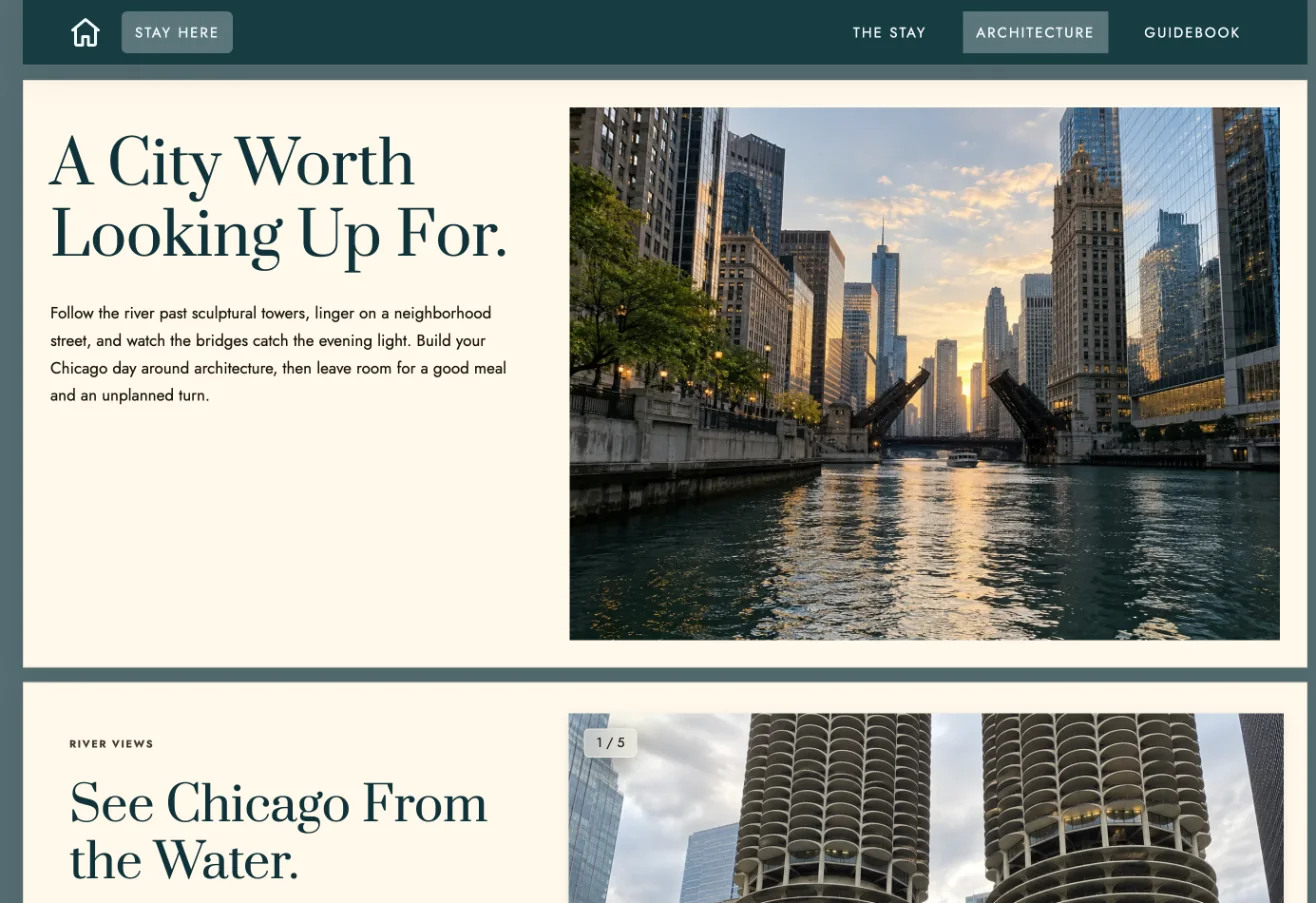 STAY HERE
THE STAY
ARCHITECTURE
GUIDEBOOK
A City Worth
Looking Up For.
Follow the river past sculptural towers, linger on a neighborhood
street, and watch the bridges catch the evening light. Build your
Chicago day around architecture, then leave room for a good meal
and an unplanned turn.
RIVER VIEWS
See Chicago From
the Water.
1 / 5